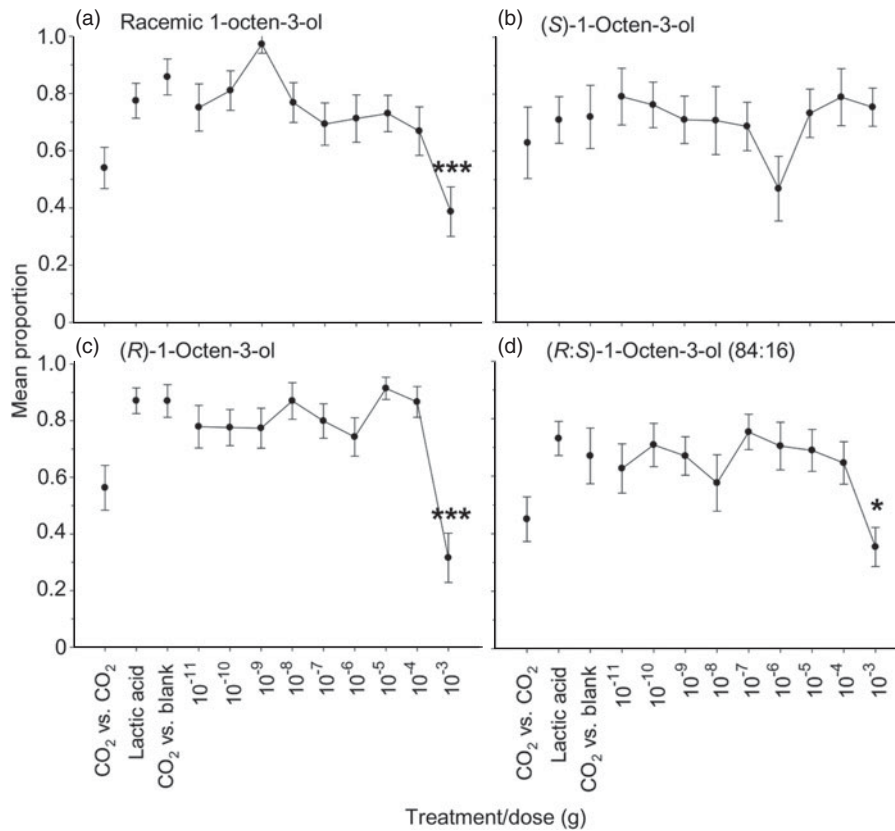 (a) Racemic 1-octen-3-ol
(b) (S)-1-Octen-3-ol
1.0
0.8
0.6
0.4
0.2
0
***
(c) (R)-1-Octen-3-ol
(d) (R:S)-1-Octen-3-ol (84:16)
1.0
0.8
0.6
0.4
0.2
0
***
*
Mean proportion
CO₂ vs. CO₂
Lactic acid
CO₂ vs. blank
10⁻¹¹
10⁻¹⁰
10⁻⁹
10⁻⁸
10⁻⁷
10⁻⁶
10⁻⁵
10⁻⁴
10⁻³
CO₂ vs. CO₂
Lactic acid
CO₂ vs. blank
10⁻¹¹
10⁻¹⁰
10⁻⁹
10⁻⁸
10⁻⁷
10⁻⁶
10⁻⁵
10⁻⁴
10⁻³
Treatment/dose (g)